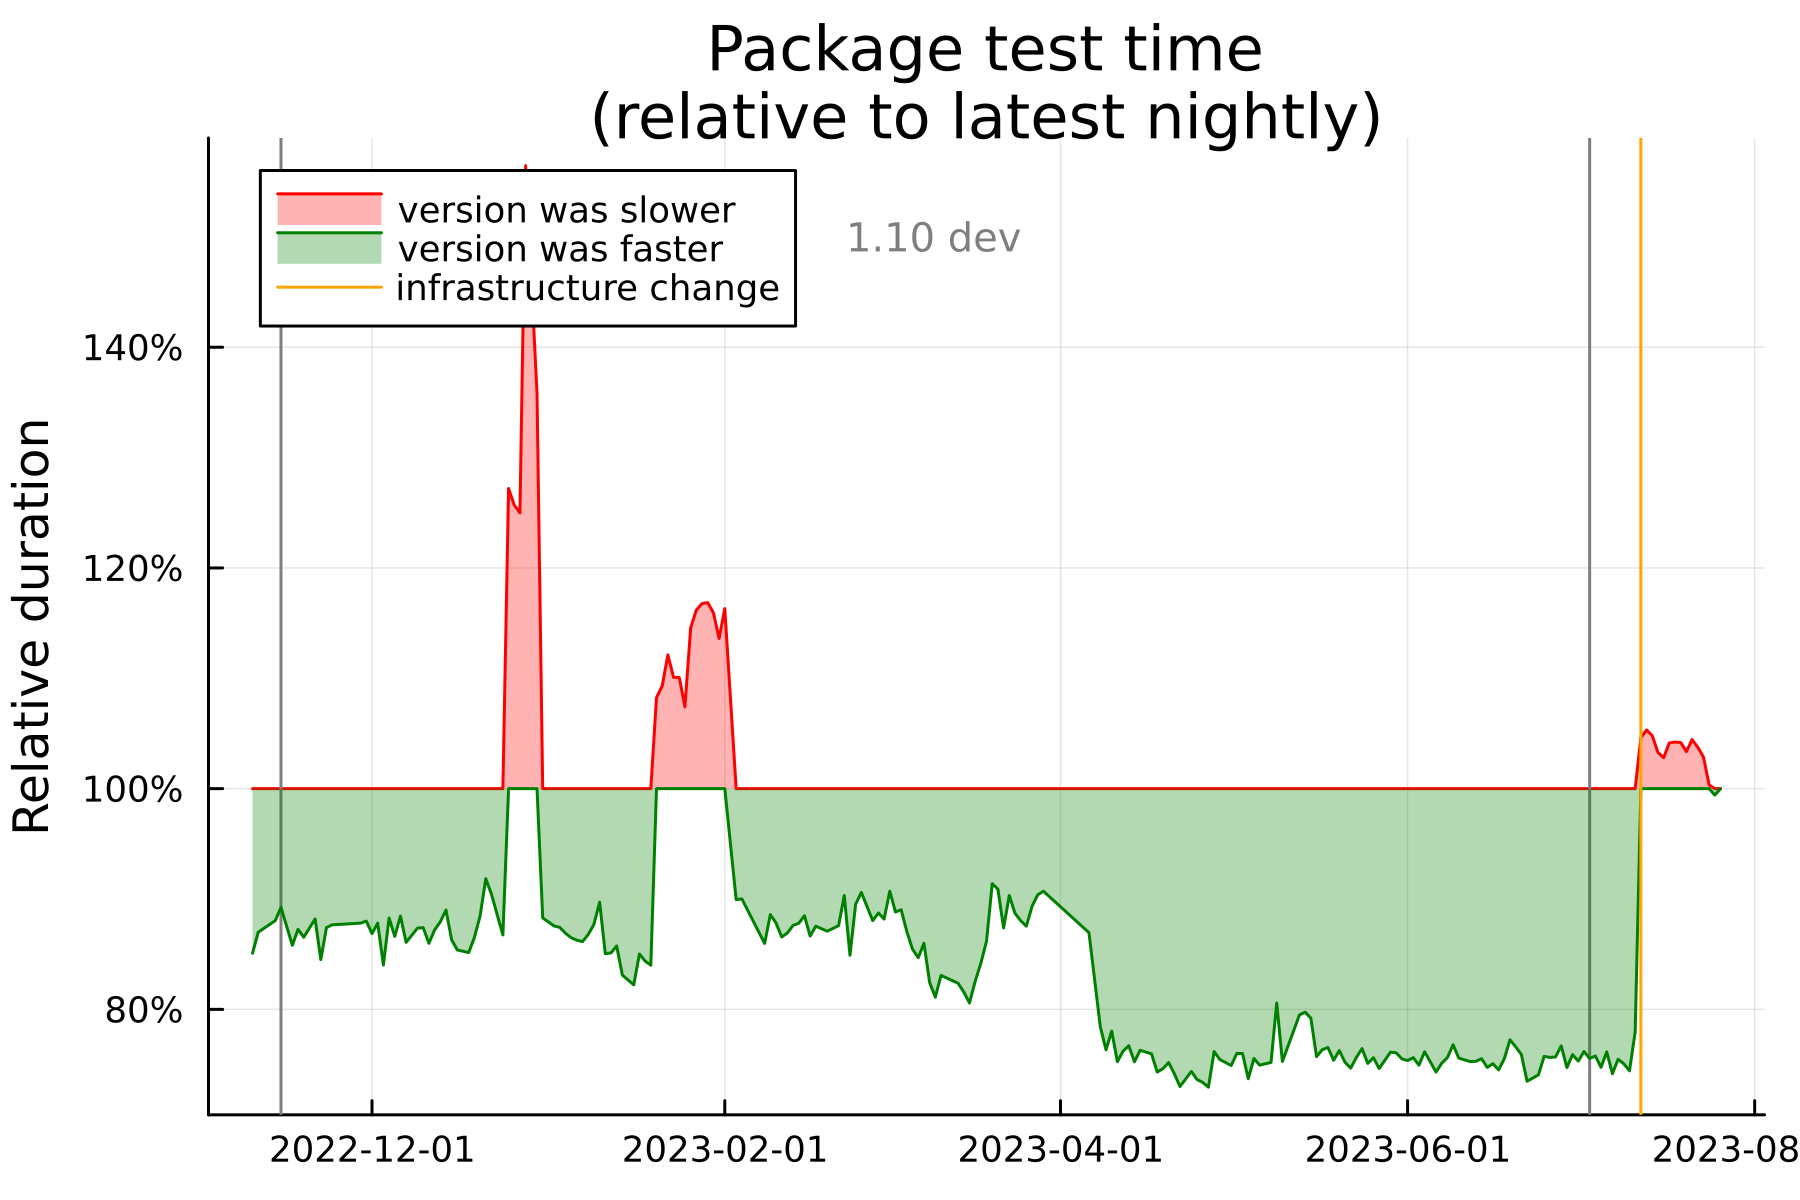 Package test time
(relative to latest nightly)
version was slower
version was faster
infrastructure change
1.10 dev
Relative duration
140%
120%
100%
80%
2022-12-01
2023-02-01
2023-04-01
2023-06-01
2023-08